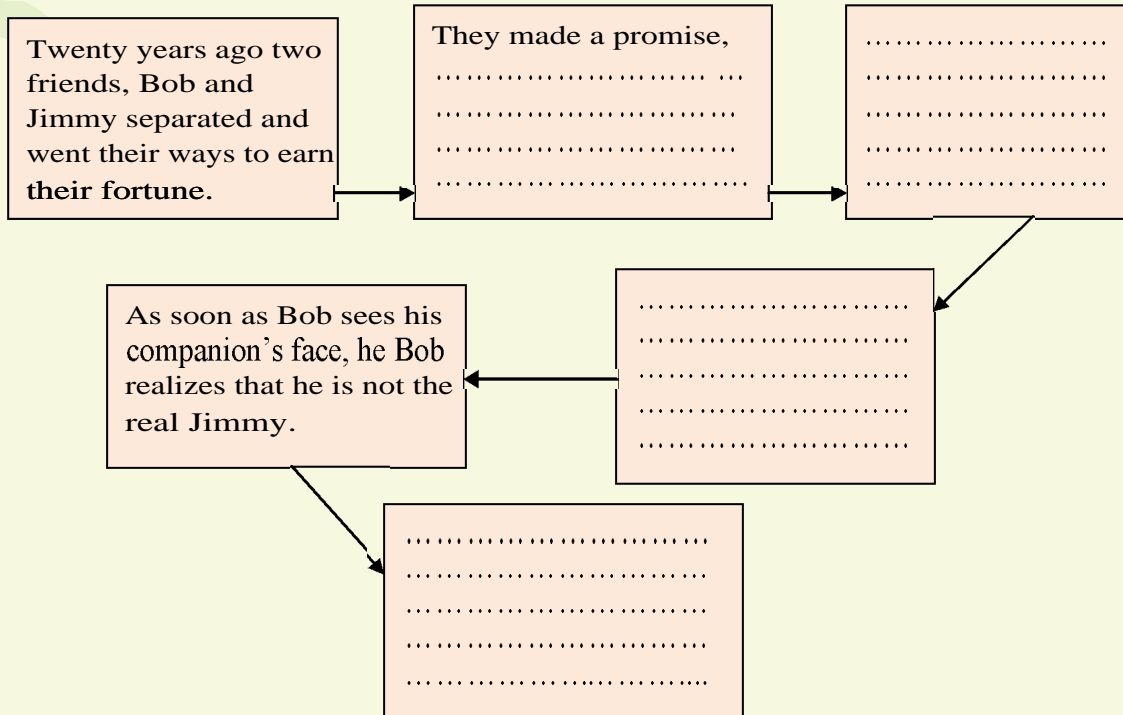 Twenty years ago two
friends, Bob and
Jimmy separated and
went their ways to earn
their fortune.
They made a promise,
As soon as Bob sees his
companion’s face, he Bob
realizes that he is not the
real Jimmy.